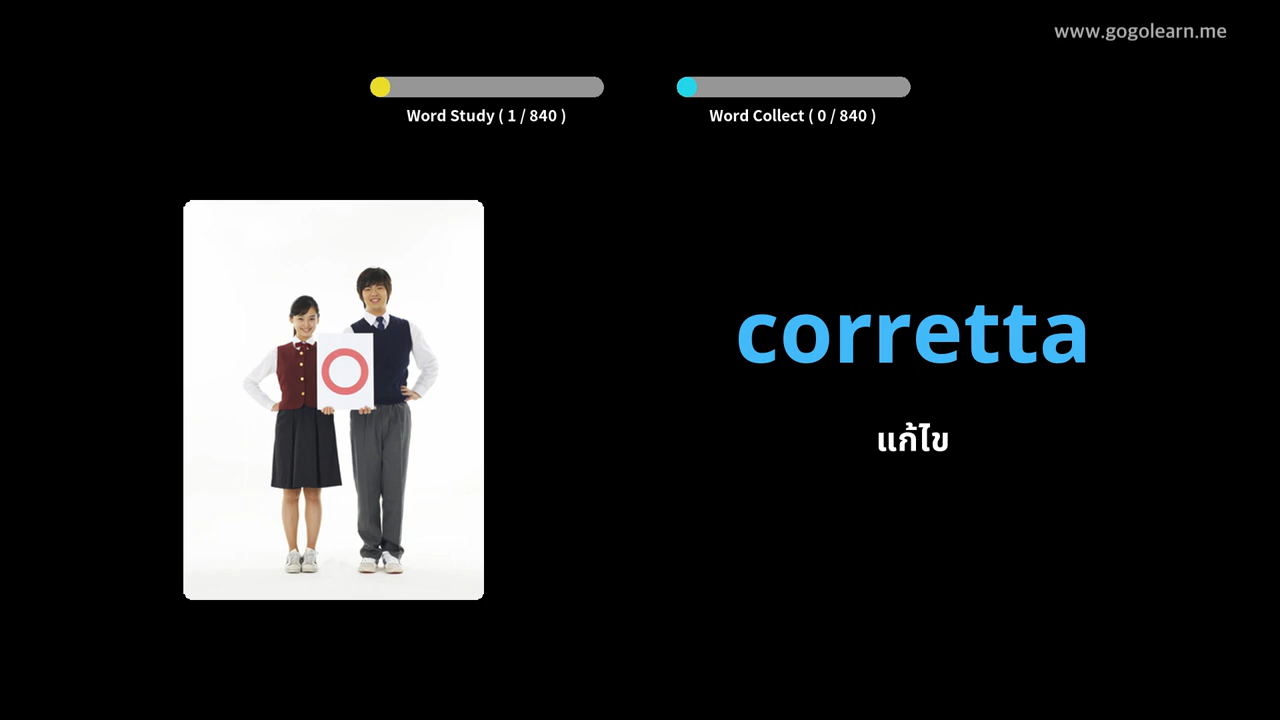 www.gogolearn.me
Word Study ( 1 / 840 )
Word Collect ( 0 / 840 )
corretta
แก้ไข